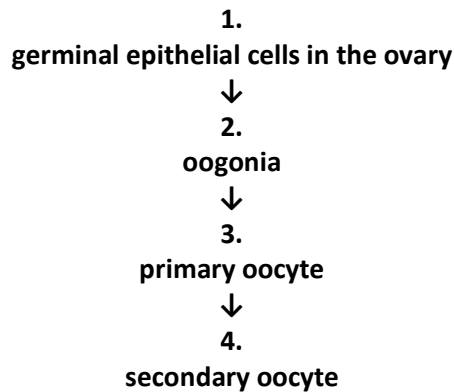 1.
germinal epithelial cells in the ovary
↓
2.
oogonia
↓
3.
primary oocyte
↓
4.
secondary oocyte